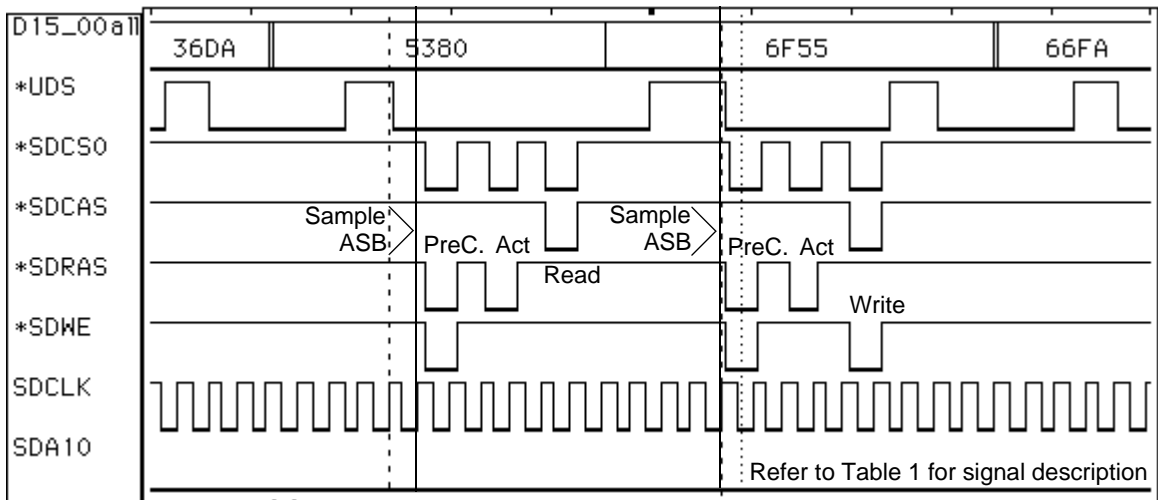 D15_00all
36DA 5380 6F55 66FA
*UDS
*SDCS0
*SDCAS
Sample ASB
Sample ASB
PreC. Act
PreC. Act
*SDRAS
Read
Write
*SDWE
SDCLK
SDA10
Refer to Table 1 for signal description